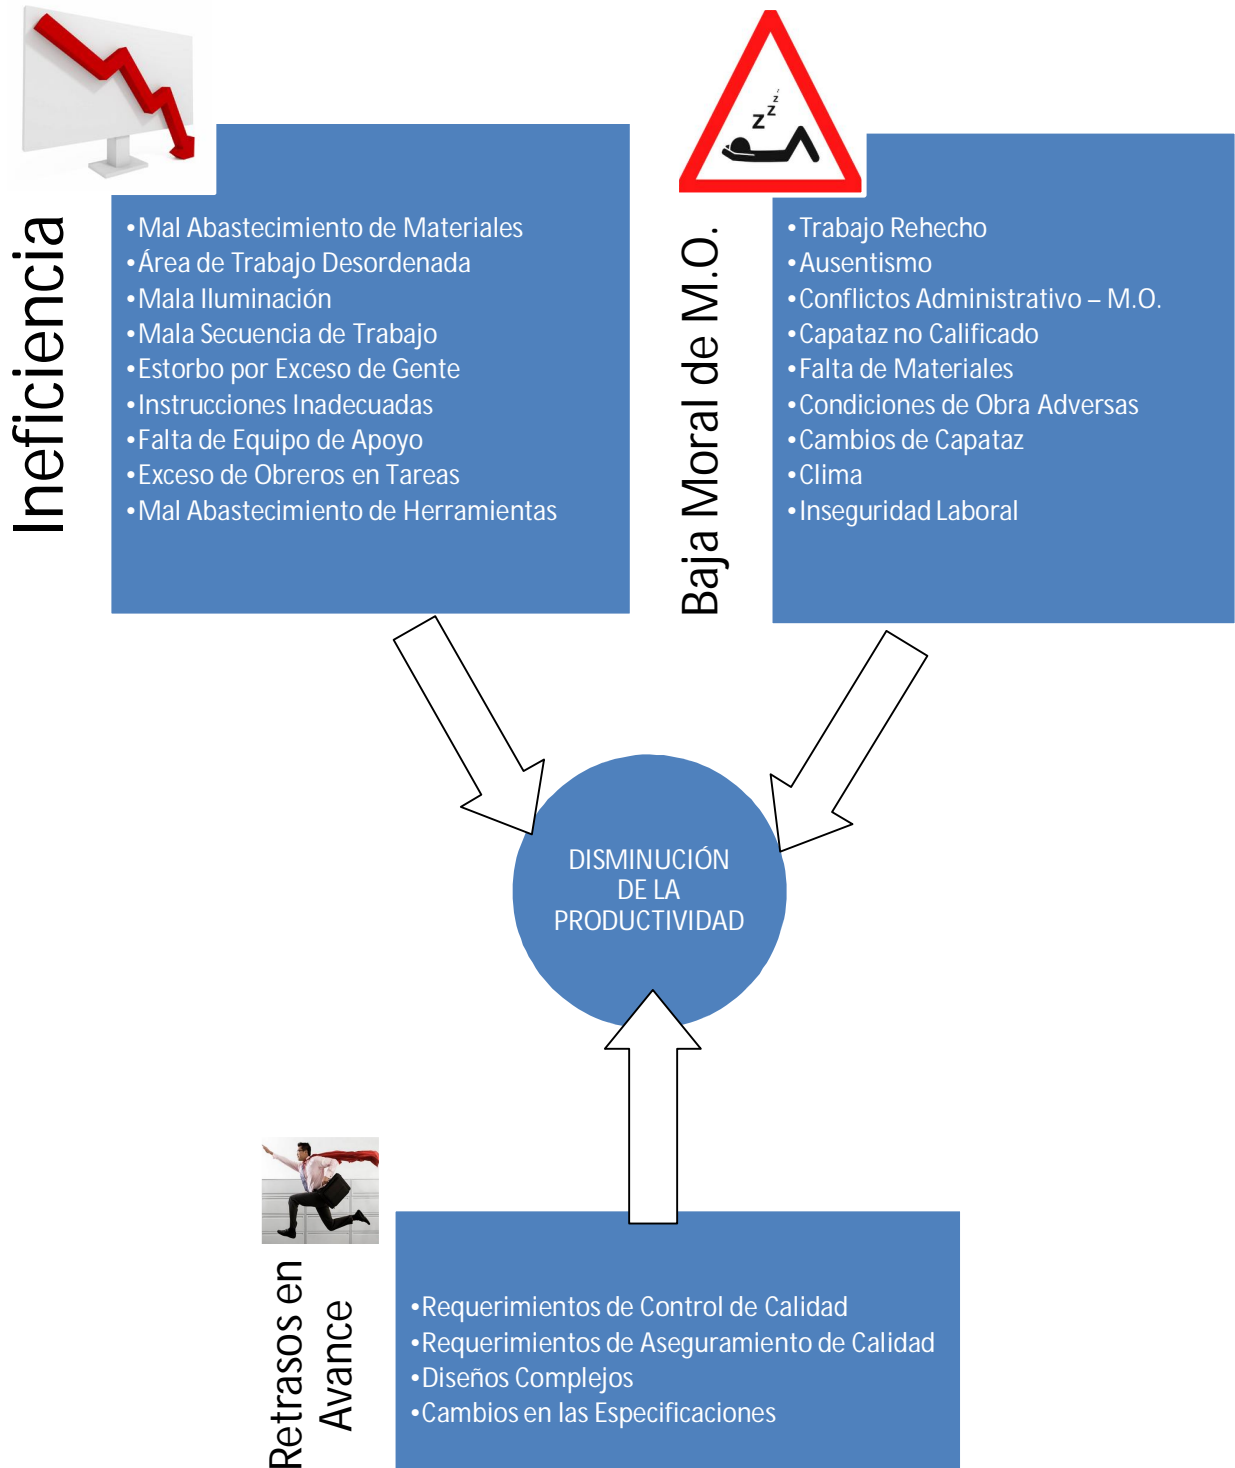 Ineficiencia
•Mal Abastecimiento de Materiales
•Área de Trabajo Desordenada
•Mala Iluminación
•Mala Secuencia de Trabajo
•Estorbo por Exceso de Gente
•Instrucciones Inadecuadas
•Falta de Equipo de Apoyo
•Exceso de Obreros en Tareas
•Mal Abastecimiento de Herramientas
z z z z
Baja Moral de M.O.
•Trabajo Rehecho
•Ausentismo
•Conflictos Administrativo – M.O.
•Capataz no Calificado
•Falta de Materiales
•Condiciones de Obra Adversas
•Cambios de Capataz
•Clima
•Inseguridad Laboral
DISMINUCIÓN
DE LA
PRODUCTIVIDAD
Retrasos en
Avance
•Requerimientos de Control de Calidad
•Requerimientos de Aseguramiento de Calidad
•Diseños Complejos
•Cambios en las Especificaciones